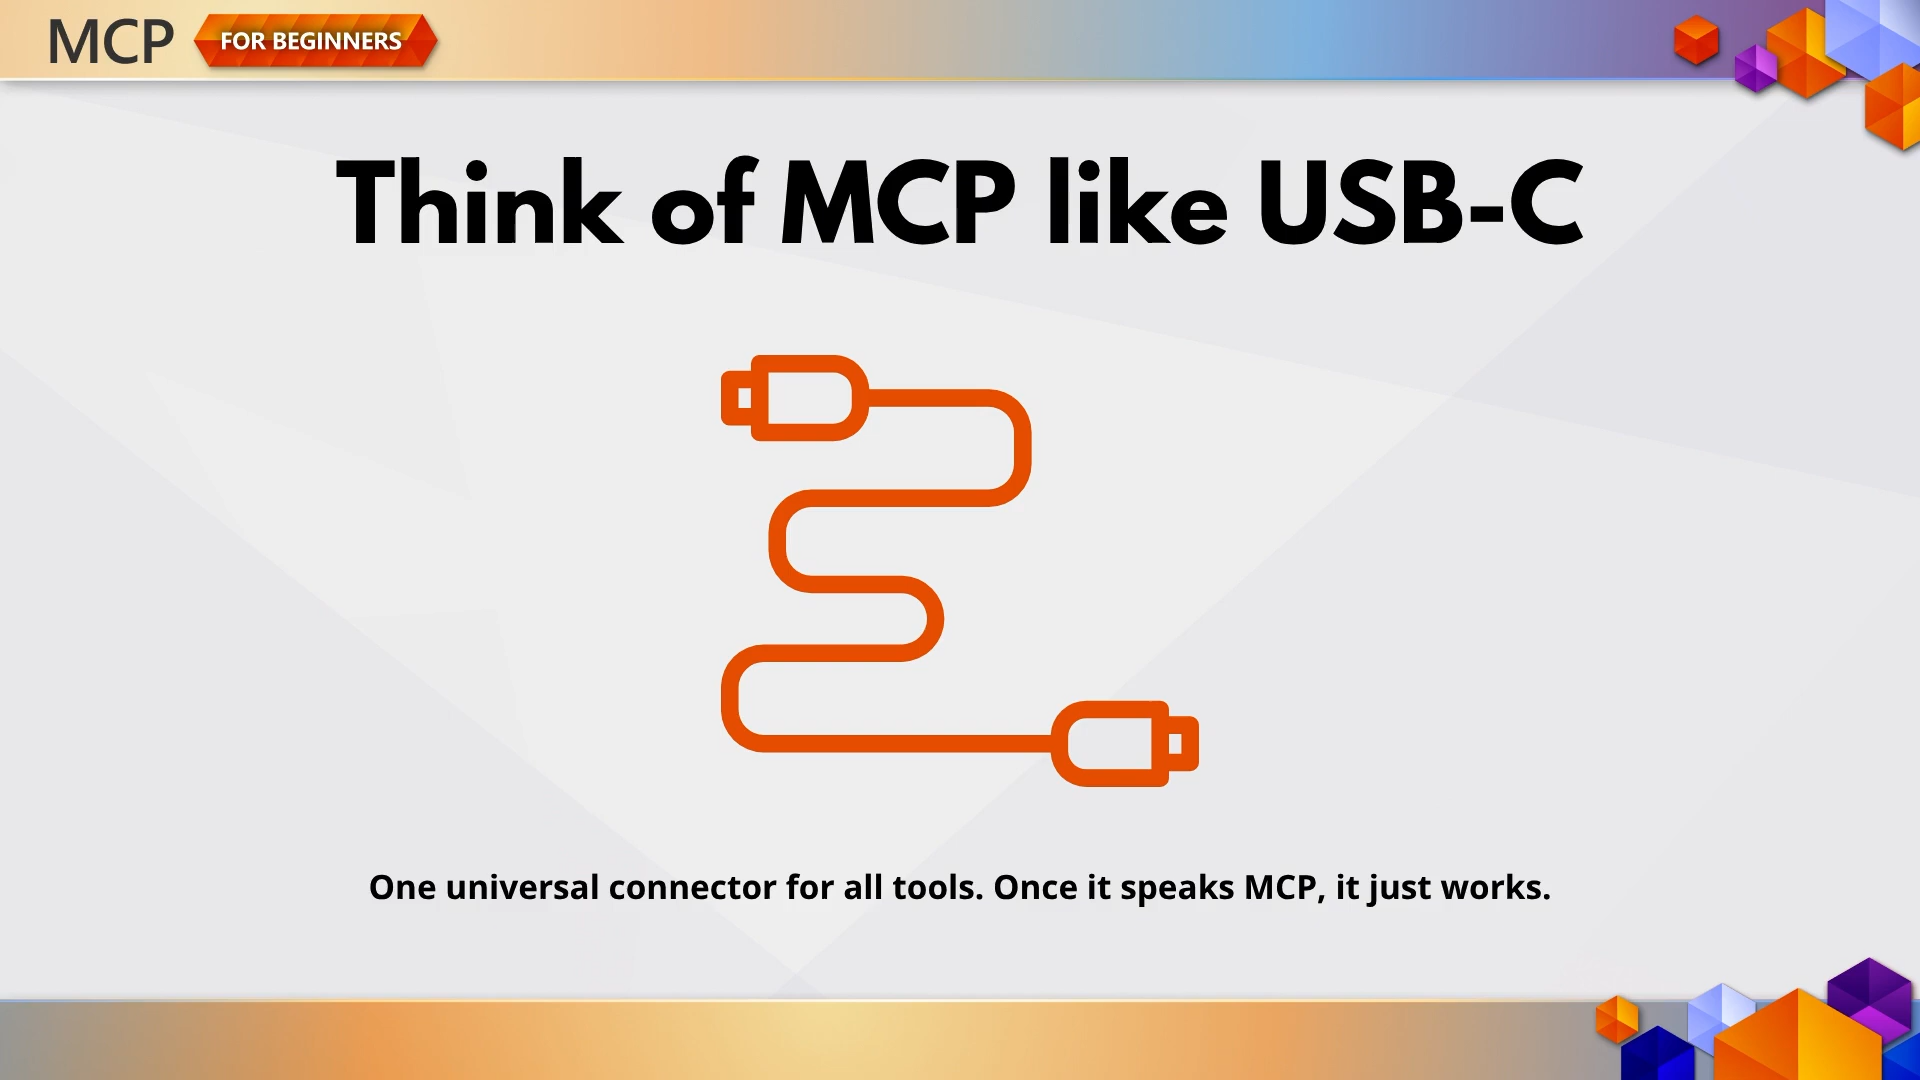 MCP FOR BEGINNERS
Think of MCP like USB-C
One universal connector for all tools. Once it speaks MCP, it just works.